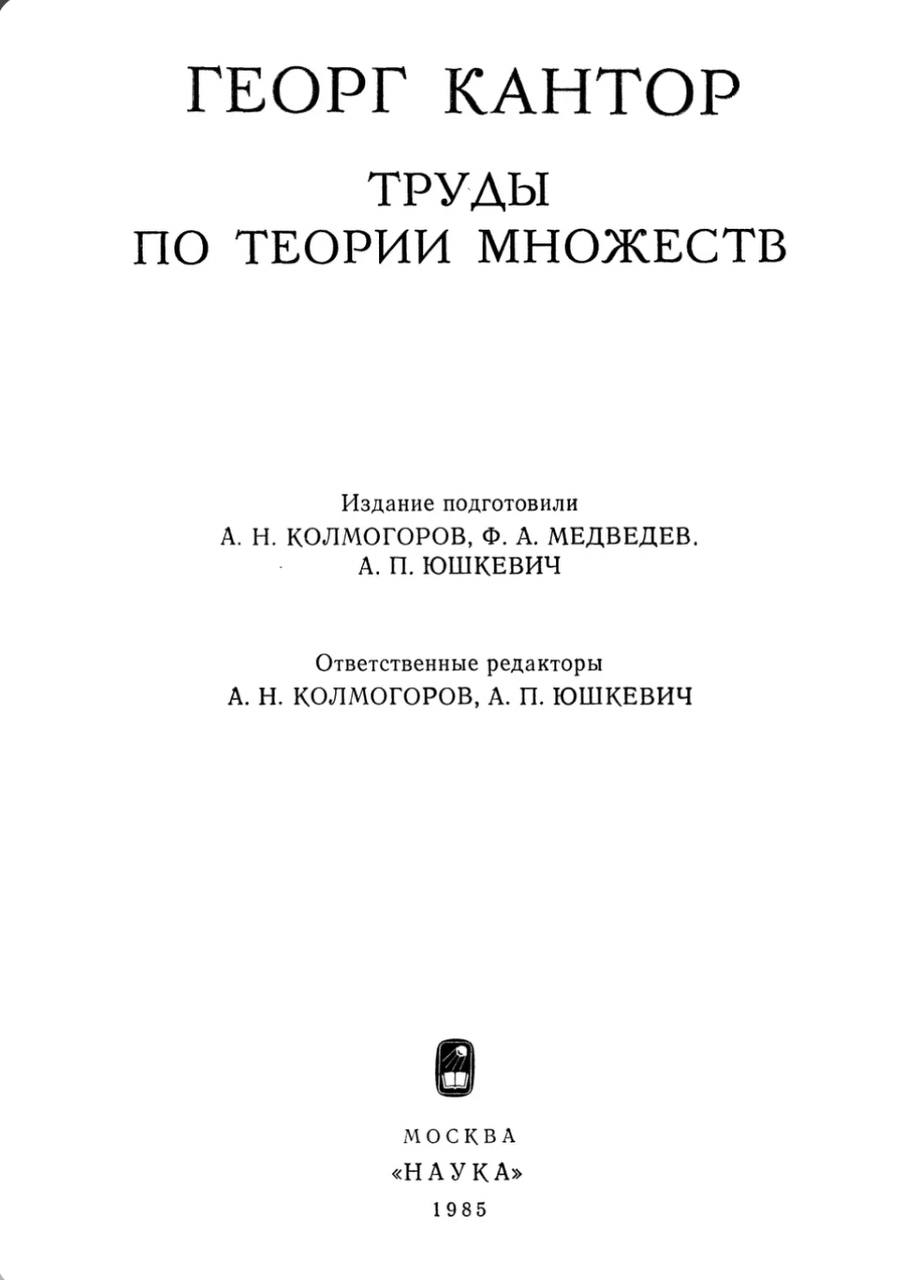 ГЕОРГ КАНТОР
ТРУДЫ
ПО ТЕОРИИ МНОЖЕСТВ
Издание подготовили
А. Н. КОЛМОГОРОВ, Ф. А. МЕДВЕДЕВ,
А. П. ЮШКЕВИЧ
Ответственные редакторы
А. Н. КОЛМОГОРОВ, А. П. ЮШКЕВИЧ
МОСКВА
«НАУКА»
1985